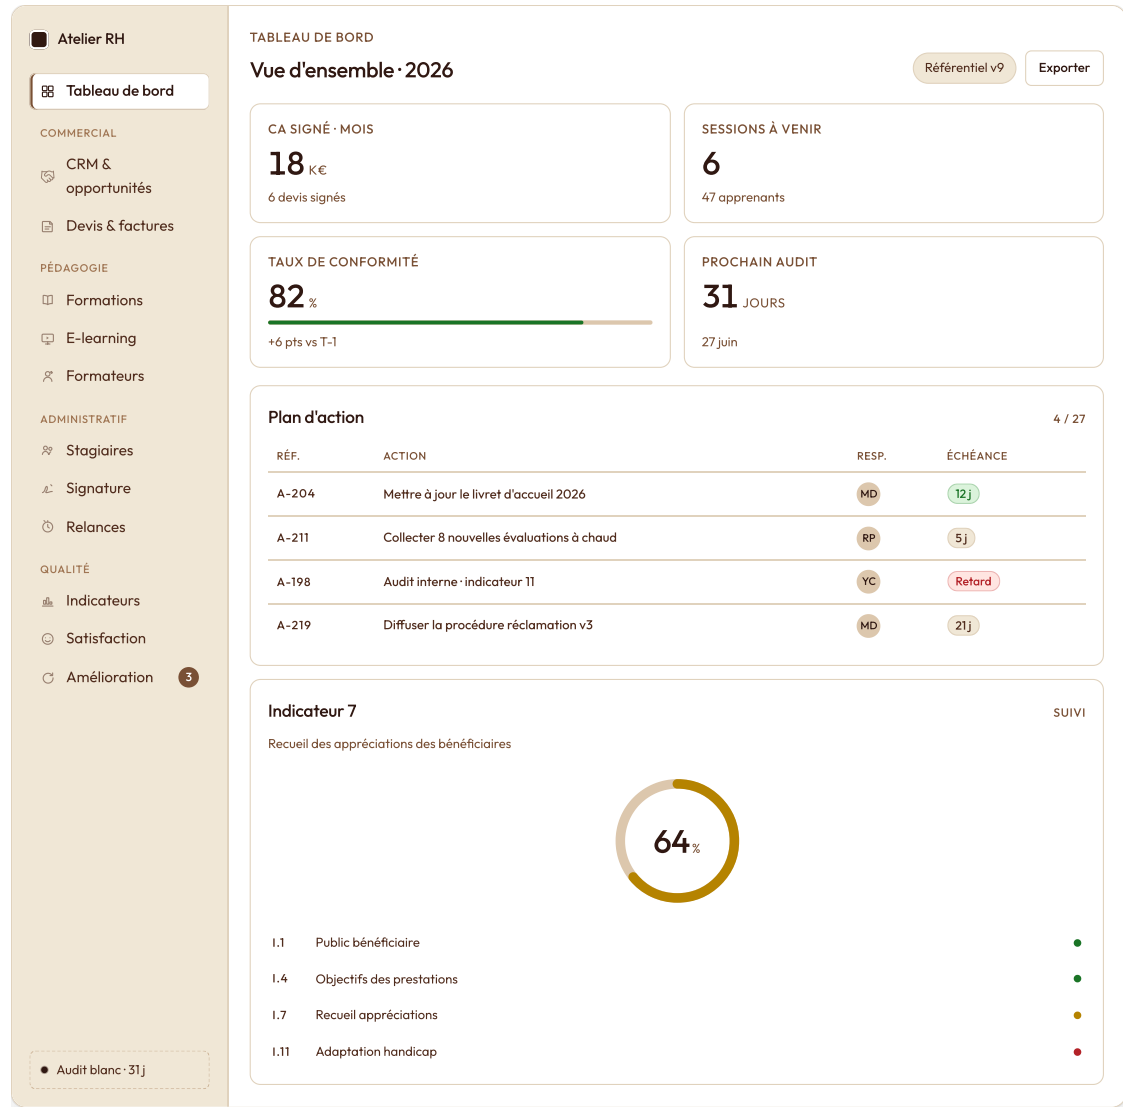 Atelier RH
Tableau de bord
COMMERCIAL
CRM &
opportunités
Devis & factures
PÉDAGOGIE
Formations
E-learning
Formateurs
ADMINISTRATIF
Stagiaires
Signature
Relances
QUALITÉ
Indicateurs
Satisfaction
Amélioration 3
Audit blanc · 31 j
TABLEAU DE BORD
Vue d'ensemble · 2026
Référentiel v9
Exporter
CA SIGNÉ · MOIS
18 K€
6 devis signés
SESSIONS À VENIR
6
47 apprenants
TAUX DE CONFORMITÉ
82 %
+6 pts vs T-1
PROCHAIN AUDIT
31 JOURS
27 juin
Plan d'action 4 / 27
RÉF. ACTION RESP. ÉCHÉANCE
A-204 Mettre à jour le livret d'accueil 2026 MD 12 j
A-211 Collecter 8 nouvelles évaluations à chaud RP 5 j
A-198 Audit interne · indicateur 11 YC Retard
A-219 Diffuser la procédure réclamation v3 MD 21 j
Indicateur 7 SUIVI
Recueil des appréciations des bénéficiaires
64 %
I.1 Public bénéficiaire
I.4 Objectifs des prestations
I.7 Recueil appréciations
I.11 Adaptation handicap